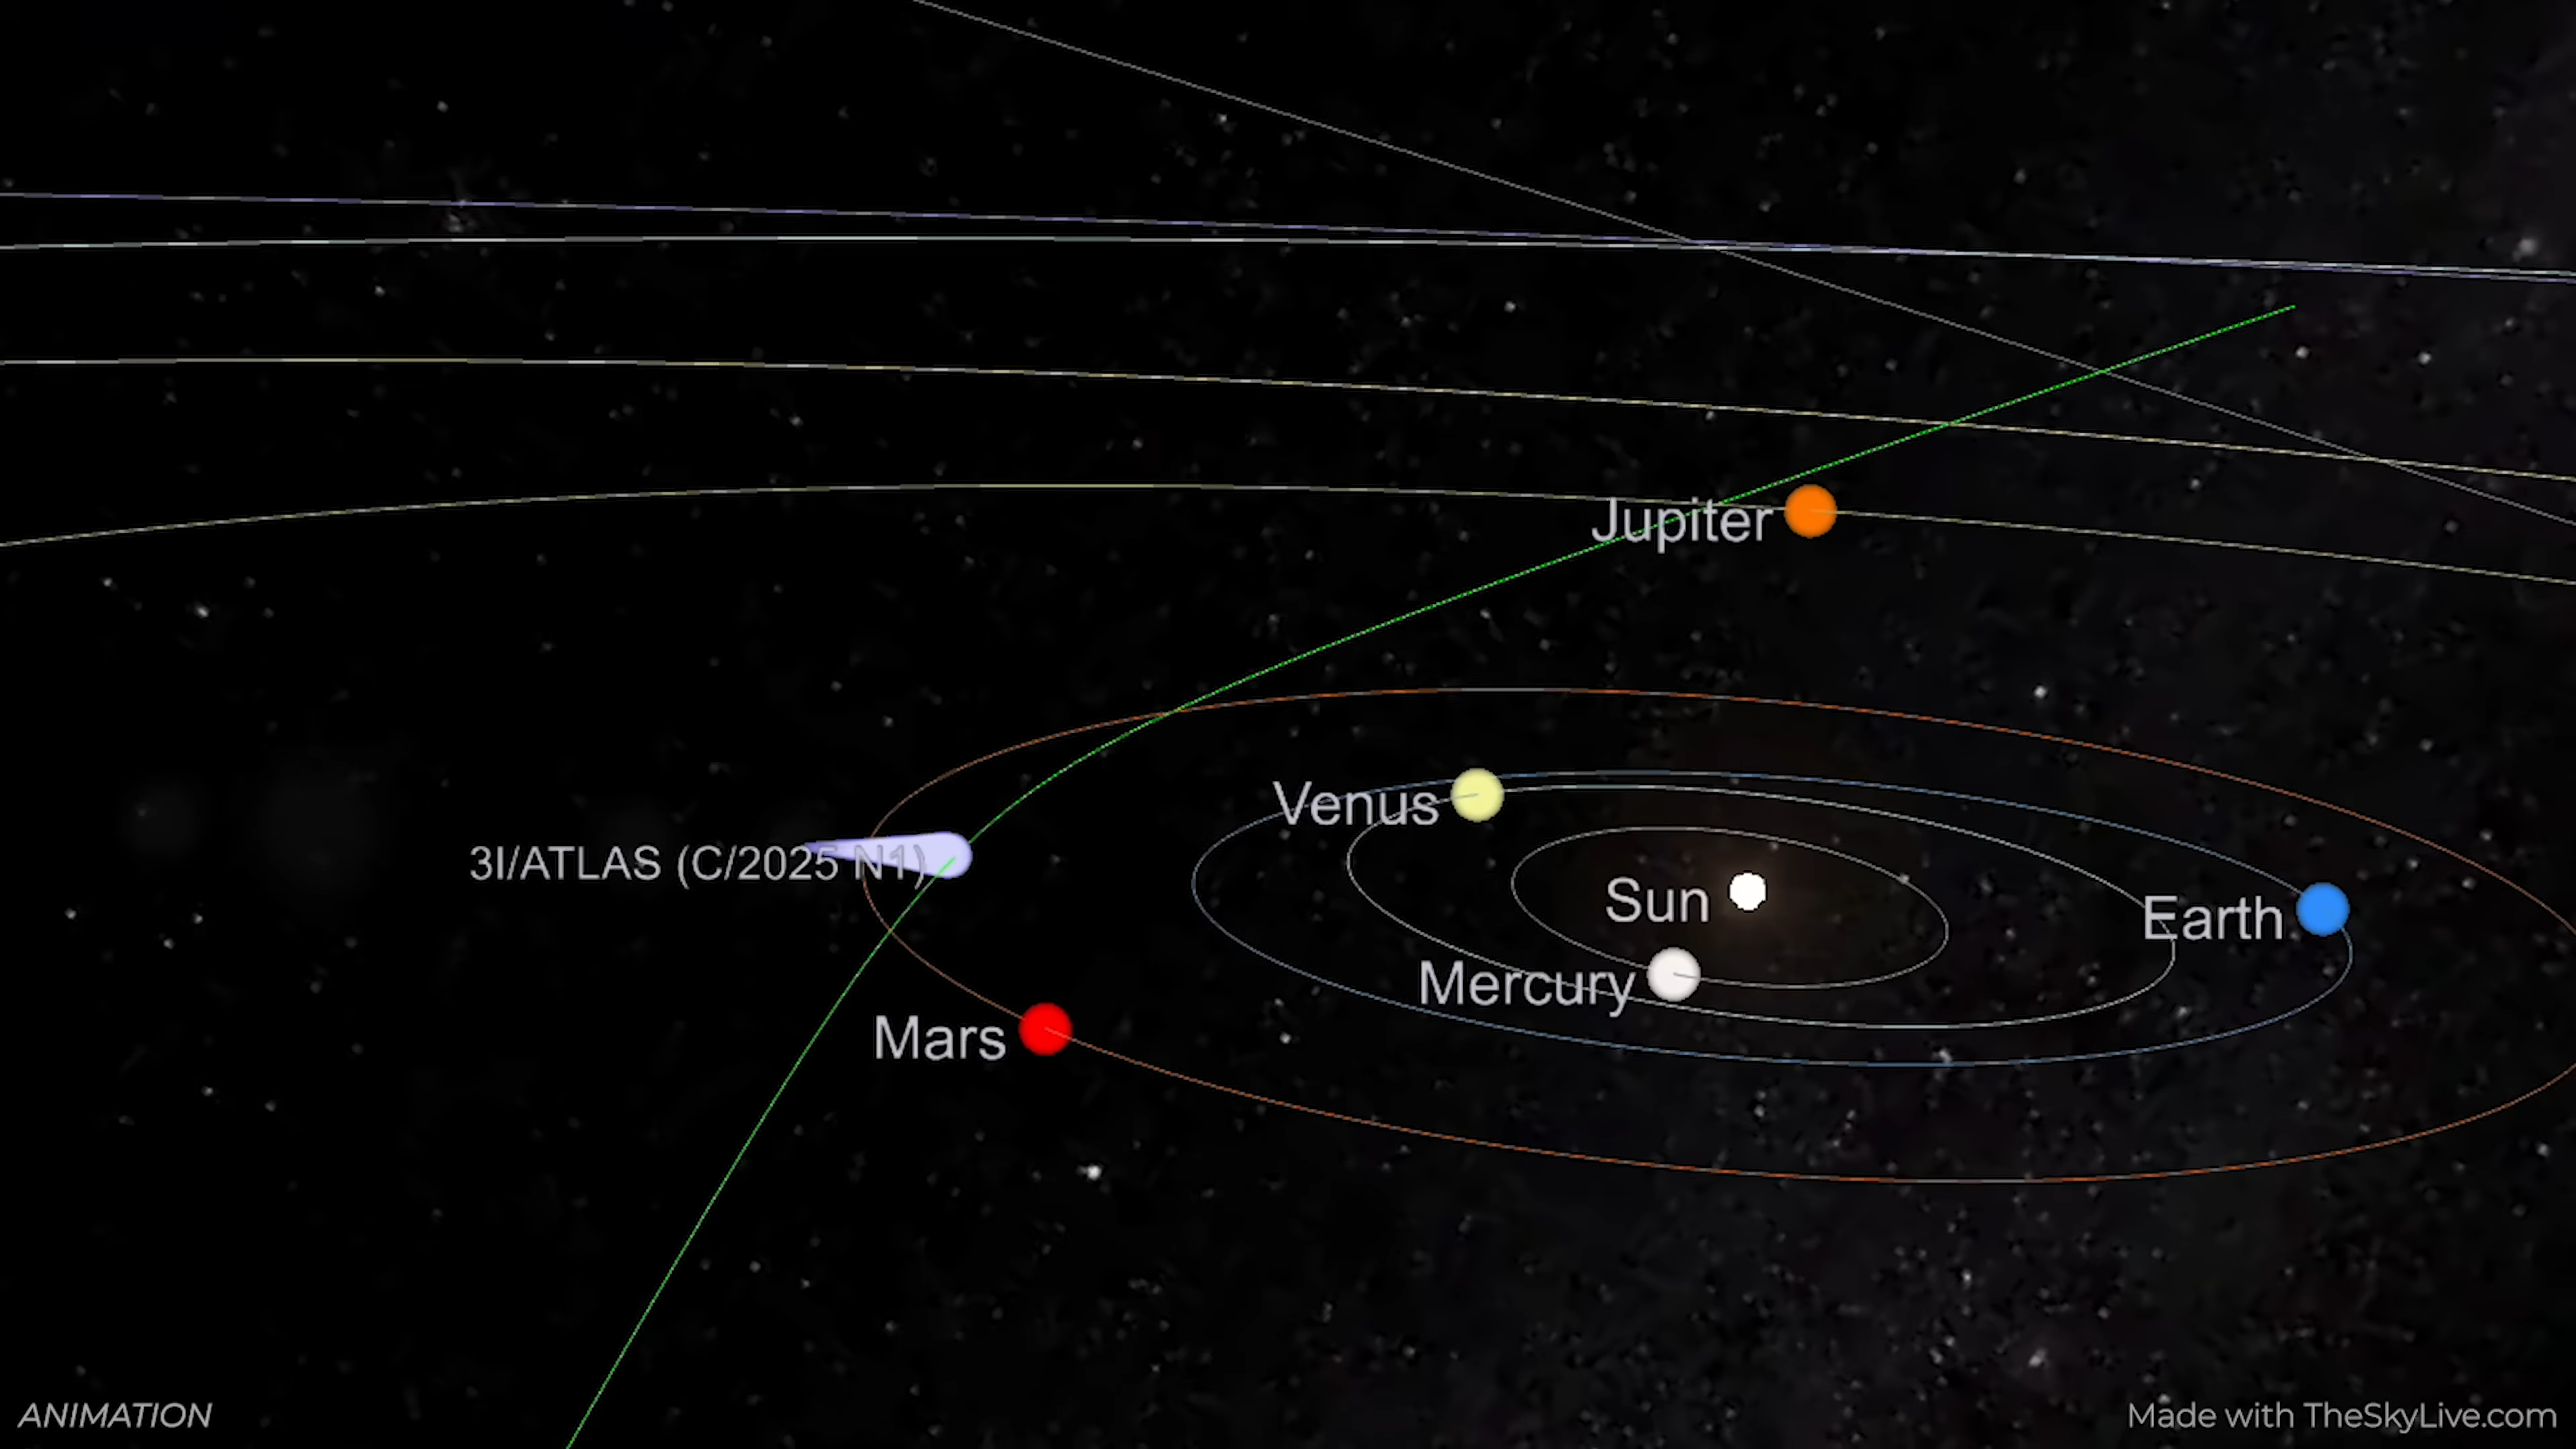 Jupiter
Venus
3I/ATLAS (C/2025 N1)
Sun
Earth
Mercury
Mars
ANIMATION
Made with TheSkyLive.com